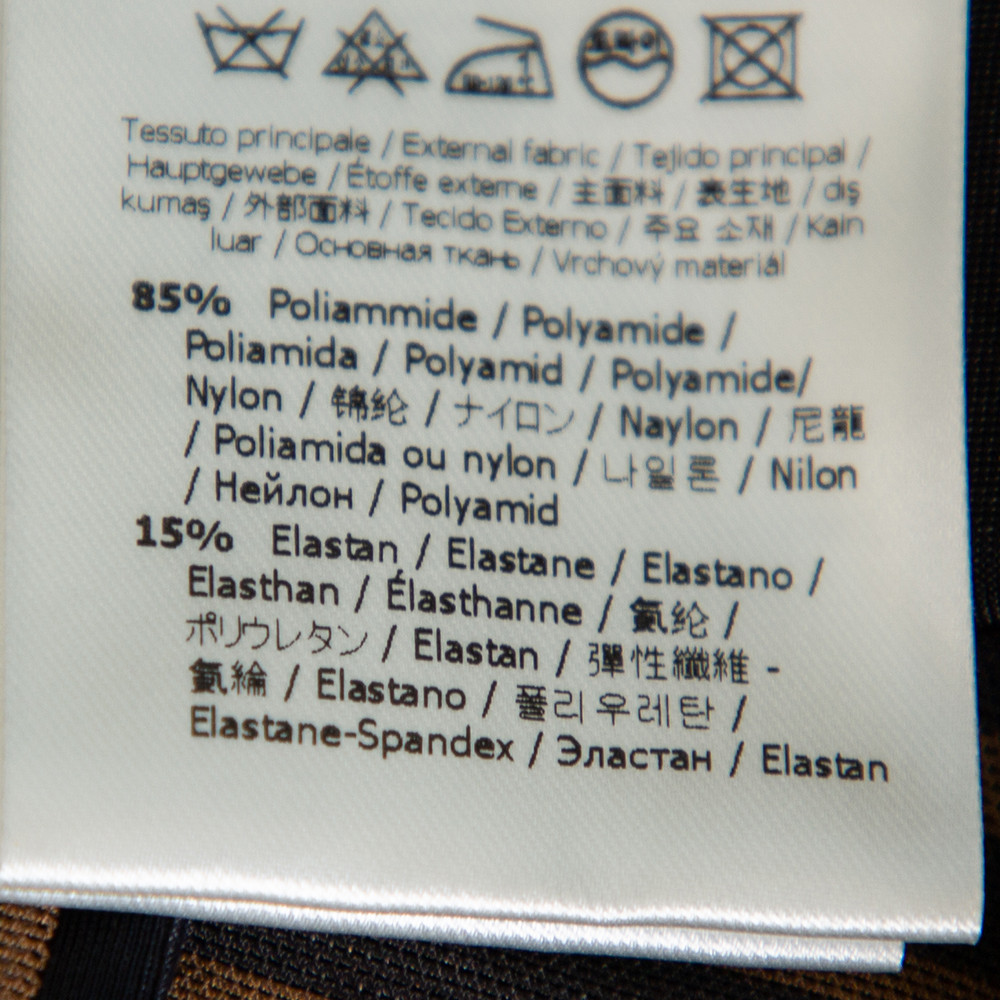 Tessuto principale / External fabric / Tejido principal /
Hauptgewebe / Étoffe externe / 主面料 / 表生地 / dış
kumaş / 外部面料 / Tecido Externo / 주요 소재 / Kain
luar / Основная ткань / Vrchový materiál
85% Poliammide / Polyamide /
Poliamida / Polyamid / Polyamide/
Nylon / 锦纶 / ナイロン / Naylon / 尼龍
/ Poliamida ou nylon / 나일론 / Nilon
/ Нейлон / Polyamid
15% Elastan / Elastane / Elastano /
Elasthan / Élasthanne / 氨纶 /
ポリウレタン / Elastan / 彈性纖維 -
氨綸 / Elastano / 폴리우레탄 /
Elastane-Spandex / Эластан / Elastan